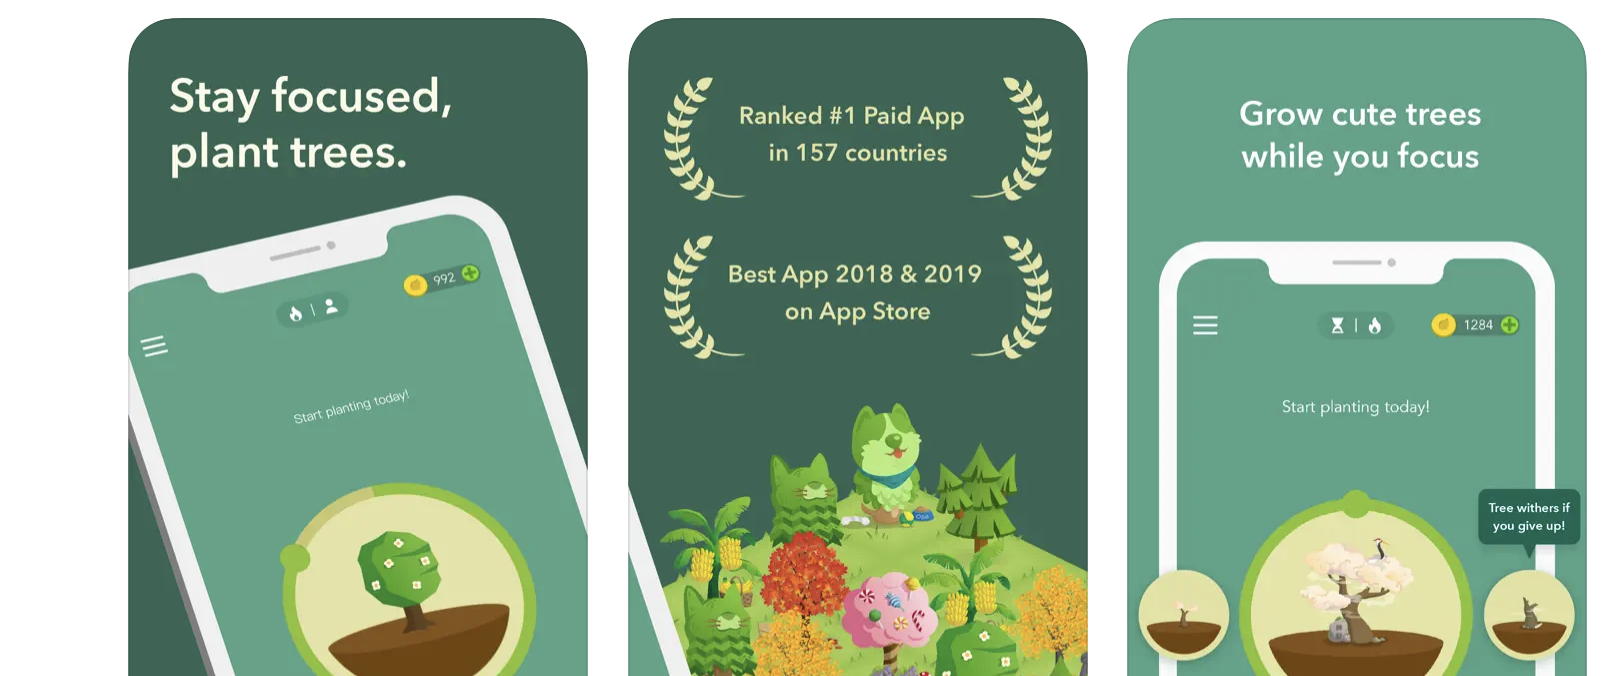 Stay focused,
plant trees.
992
Start planting today!
Ranked #1 Paid App
in 157 countries
Best App 2018 & 2019
on App Store
Grow cute trees
while you focus
1284
Start planting today!
Tree withers if
you give up!